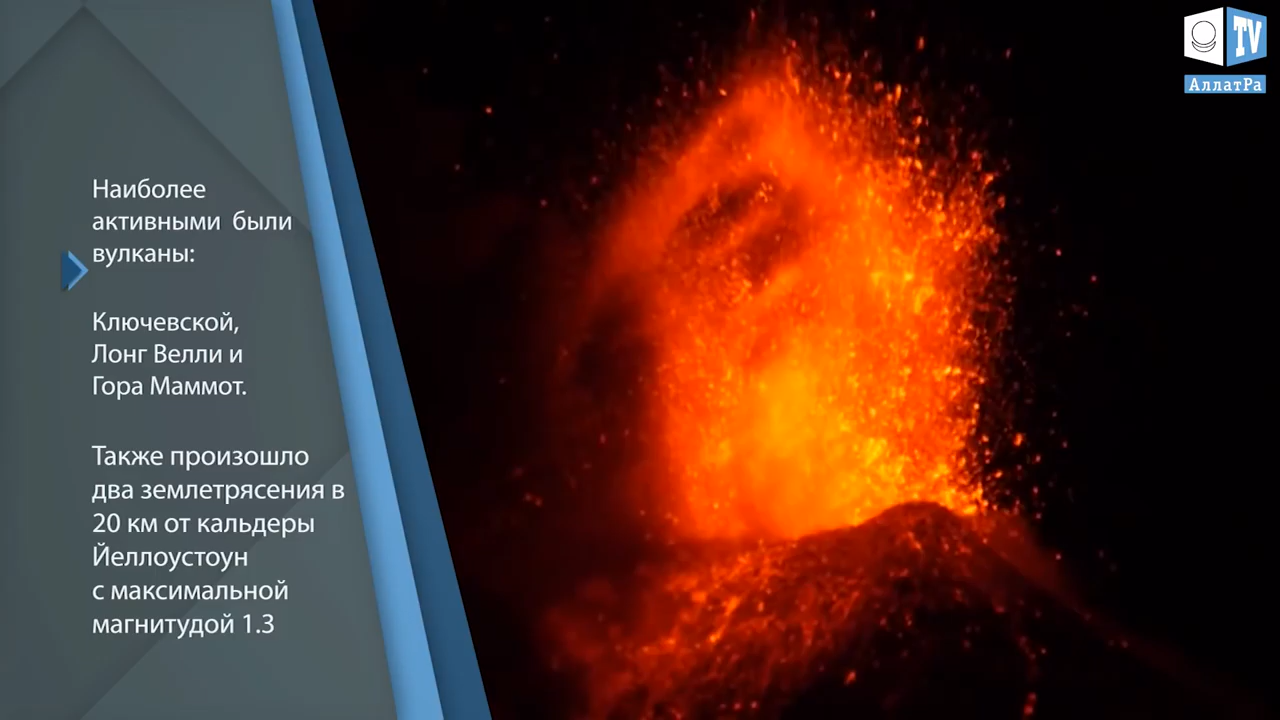 Наиболее
активными были
вулканы:
Ключевской,
Лонг Велли и
Гора Маммот.
Также произошло
два землетрясения в
20 км от кальдеры
Йеллоустоун
с максимальной
магнитудой 1.3
TV
АллатРа